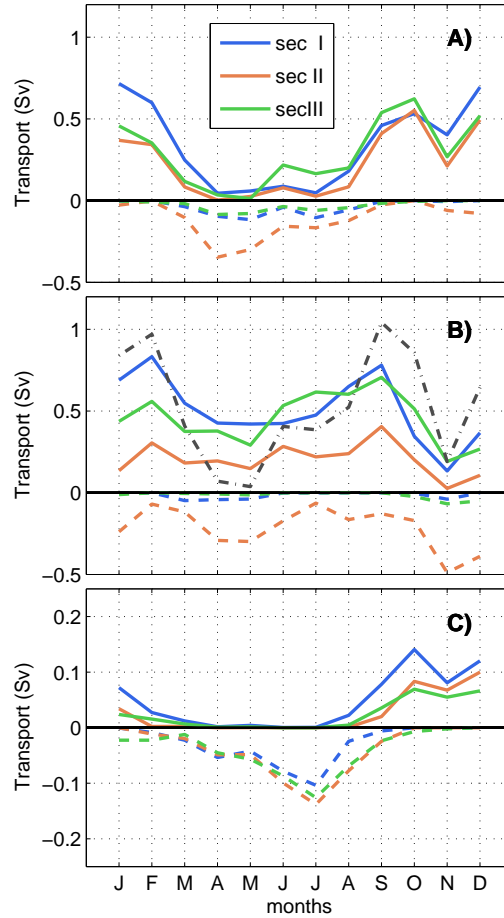 A)
sec I
sec II
secIII
Transport (Sv)
1
0.5
0
−0.5
B)
Transport (Sv)
1
0.5
0
−0.5
C)
Transport (Sv)
0.2
0.1
0
−0.1
−0.2
J F M A M J J A S O N D
months